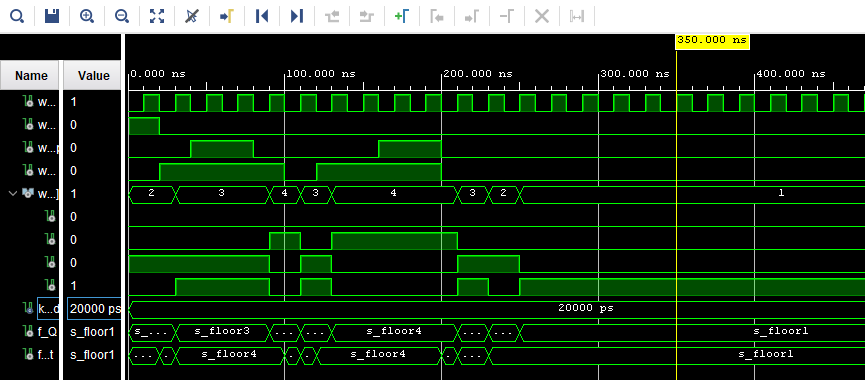 350.000 ns
Name Value
0.000 ns 100.000 ns 200.000 ns 300.000 ns 400.000 ns
w... 1
w... 0
w...p 0
w... 0
w...] 1 2 3 4 3 4 3 2 1
0
0
0
1
k...d 20000 ps 20000 ps
f_Q s_floor1 s_... s_floor3 ... ... s_floor4 ... ... s_floor1
f...t s_floor1 ... ... s_floor4 ... ... s_floor4 ... ... s_floor1